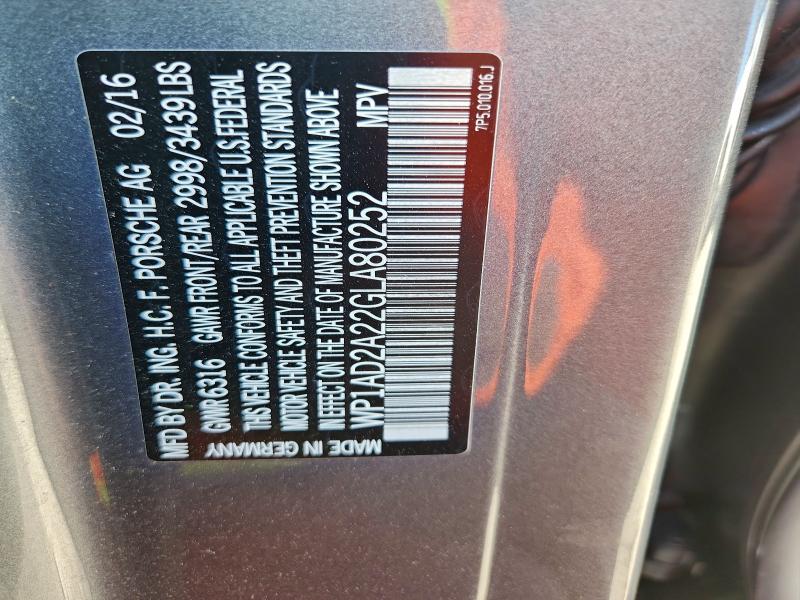 MFD BY DR. ING. H.C. F. PORSCHE AG 02/16
GVWR 6316 GAWR FRONT/REAR 2998/3439LBS
THIS VEHICLE CONFORMS TO ALL APPLICABLE U.S.FEDERAL
MOTOR VEHICLE SAFETY AND THEFT PREVENTION STANDARDS
IN EFFECT ON THE DATE OF MANUFACTURE SHOWN ABOVE
WP1AD2A22GLA80252 MPV
MADE IN GERMANY
7P5.010.016.J